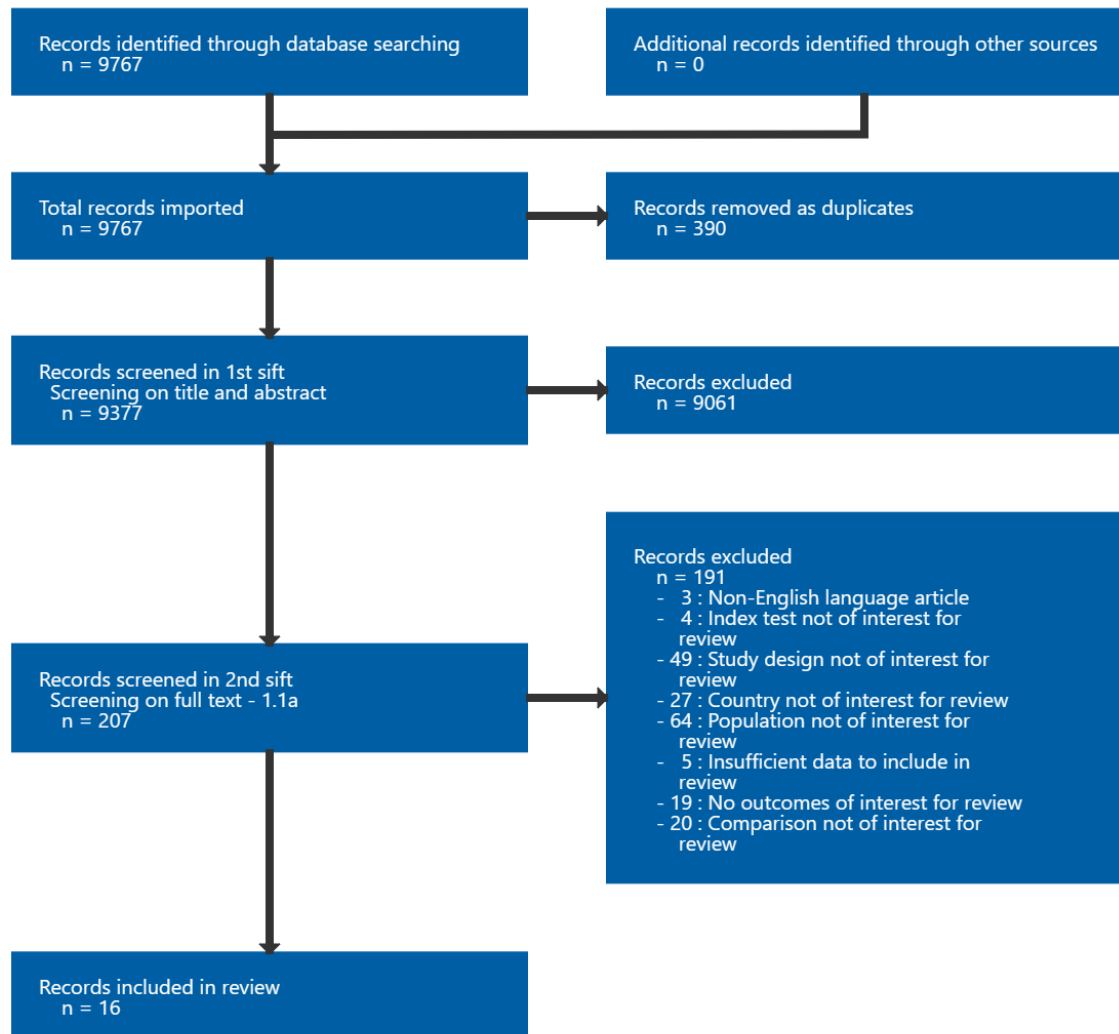 Records identified through database searching
n = 9767
Additional records identified through other sources
n = 0
Total records imported
n = 9767
Records removed as duplicates
n = 390
Records screened in 1st sift
Screening on title and abstract
n = 9377
Records excluded
n = 9061
Records screened in 2nd sift
Screening on full text - 1.1a
n = 207
Records excluded
n = 191
- 3 : Non-English language article
- 4 : Index test not of interest for
review
- 49 : Study design not of interest for
review
- 27 : Country not of interest for review
- 64 : Population not of interest for
review
- 5 : Insufficient data to include in
review
- 19 : No outcomes of interest for review
- 20 : Comparison not of interest for
review
Records included in review
n = 16